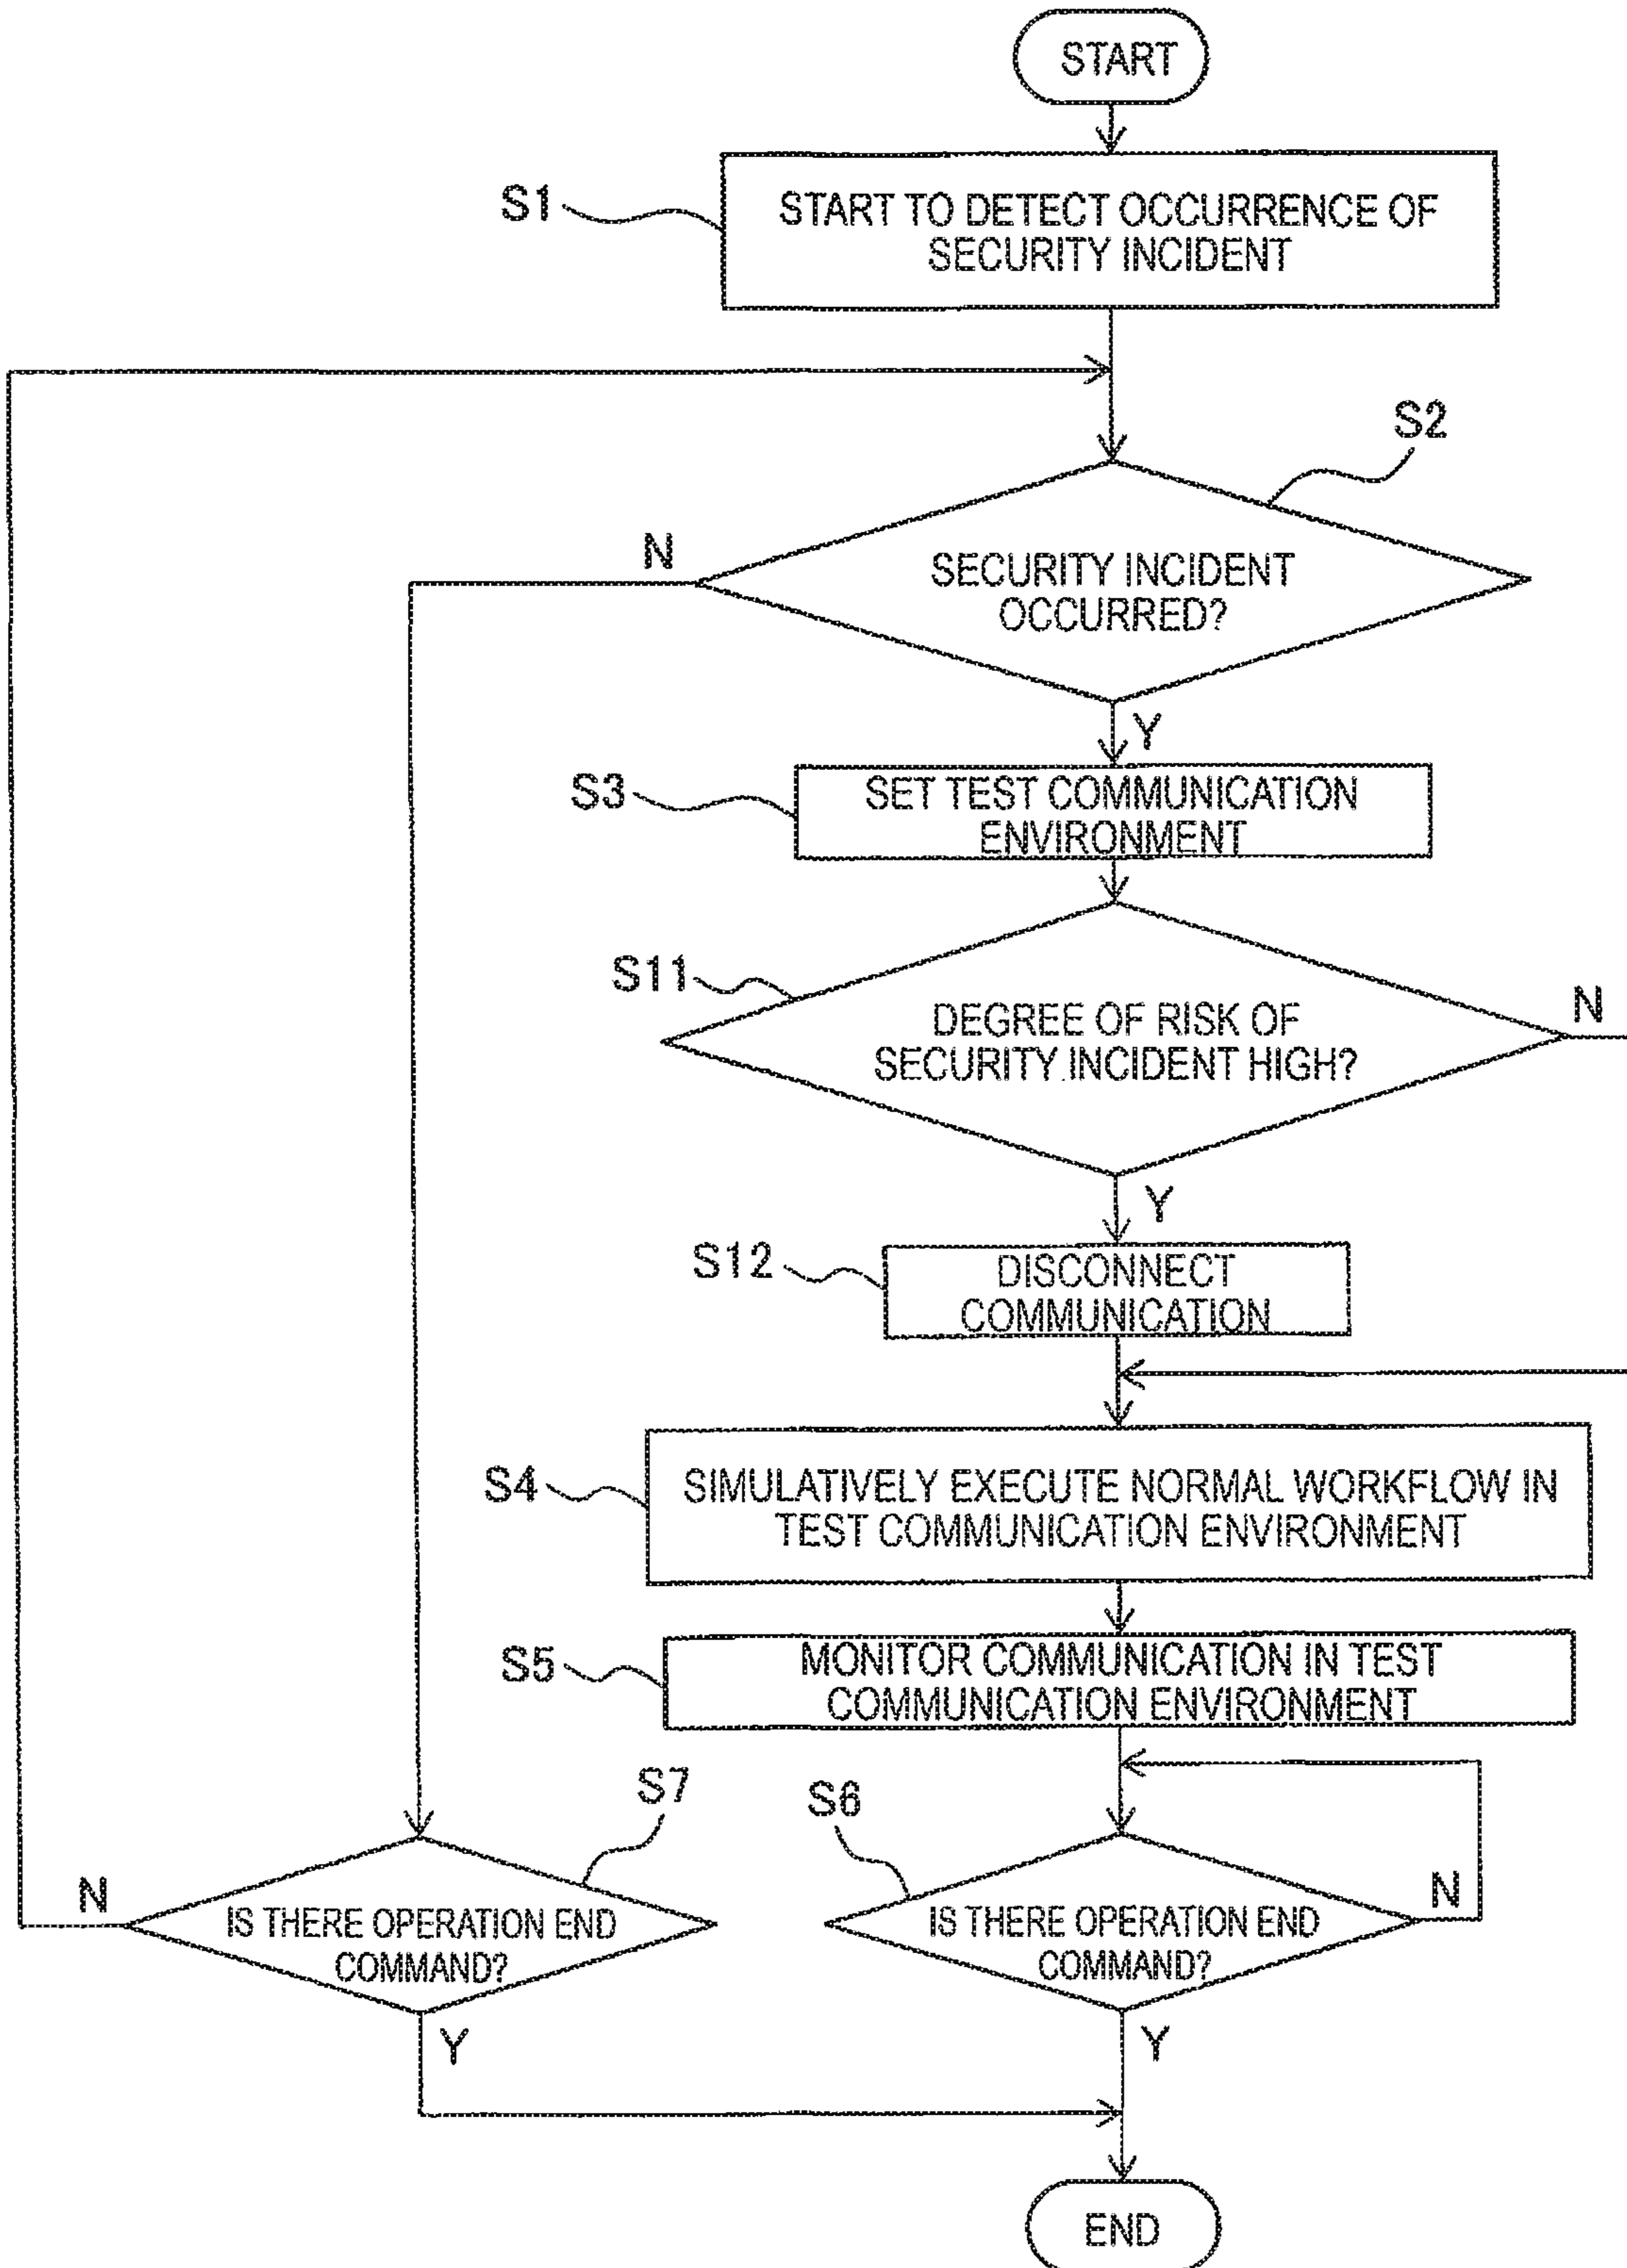 START
S1
START TO DETECT OCCURRENCE OF
SECURITY INCIDENT
S2
N
SECURITY INCIDENT
OCCURRED?
Y
S3
SET TEST COMMUNICATION
ENVIRONMENT
S11
N
DEGREE OF RISK OF
SECURITY INCIDENT HIGH?
Y
S12
DISCONNECT
COMMUNICATION
S4
SIMULATIVELY EXECUTE NORMAL WORKFLOW IN
TEST COMMUNICATION ENVIRONMENT
S5
MONITOR COMMUNICATION IN TEST
COMMUNICATION ENVIRONMENT
S7
S6
N
IS THERE OPERATION END
COMMAND?
N
IS THERE OPERATION END
COMMAND?
Y
Y
END